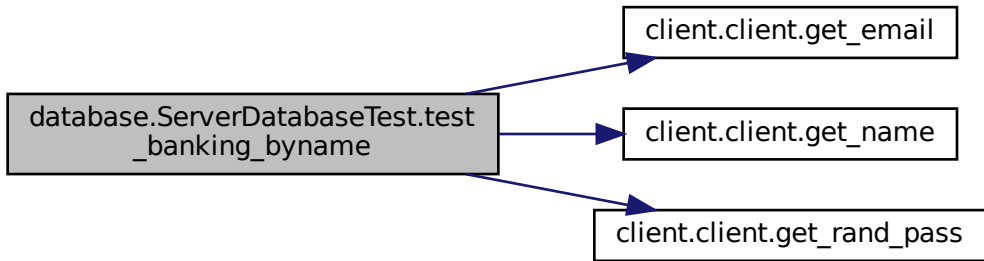 client.client.get_email
database.ServerDatabaseTest.test
_banking_byname
client.client.get_name
client.client.get_rand_pass